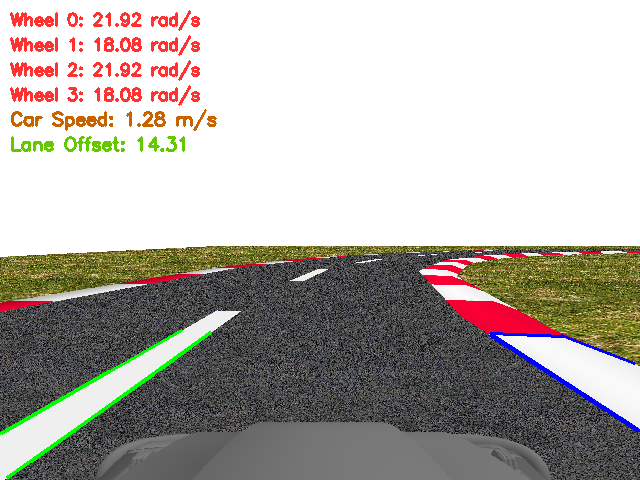 Wheel 0: 21.92 rad/s
Wheel 1: 18.08 rad/s
Wheel 2: 21.92 rad/s
Wheel 3: 18.08 rad/s
Car Speed: 1.28 m/s
Lane Offset: 14.31